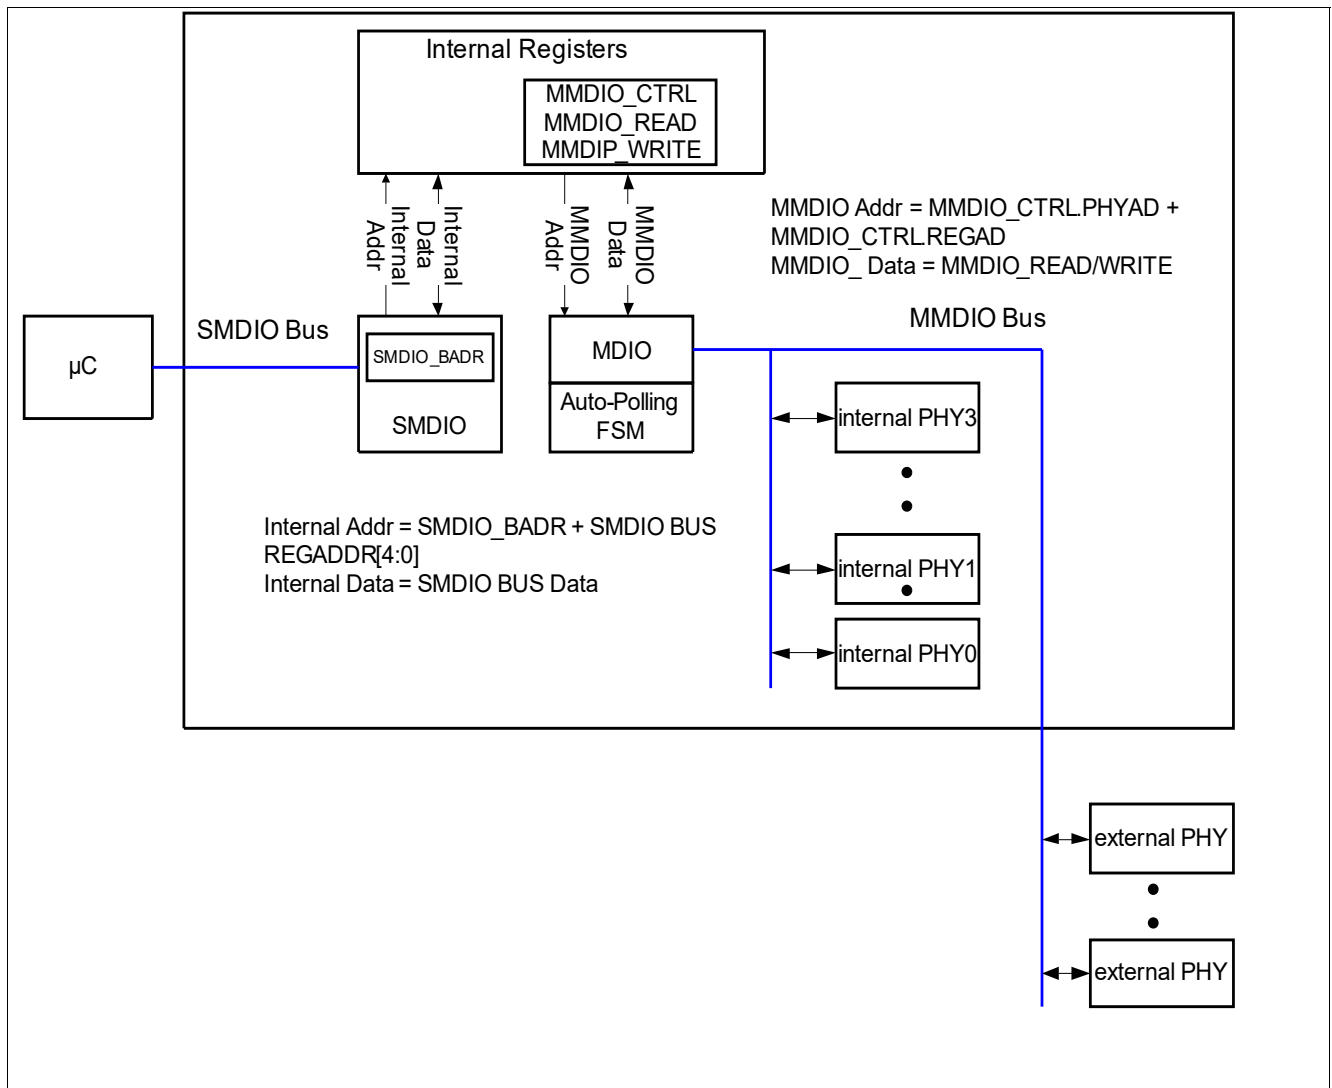 Internal Registers
MMDIO_CTRL
MMDIO_READ
MMDIP_WRITE
Internal
Addr
Internal
Data
MMDIO
Addr
MMDIO
Data
MMDIO Addr = MMDIO_CTRL.PHYAD +
MMDIO_CTRL.REGAD
MMDIO_ Data = MMDIO_READ/WRITE
µC
SMDIO Bus
SMDIO_BADR
SMDIO
MDIO
Auto-Polling
FSM
MMDIO Bus
internal PHY3
internal PHY1
internal PHY0
Internal Addr = SMDIO_BADR + SMDIO BUS
REGADDR[4:0]
Internal Data = SMDIO BUS Data
external PHY
external PHY